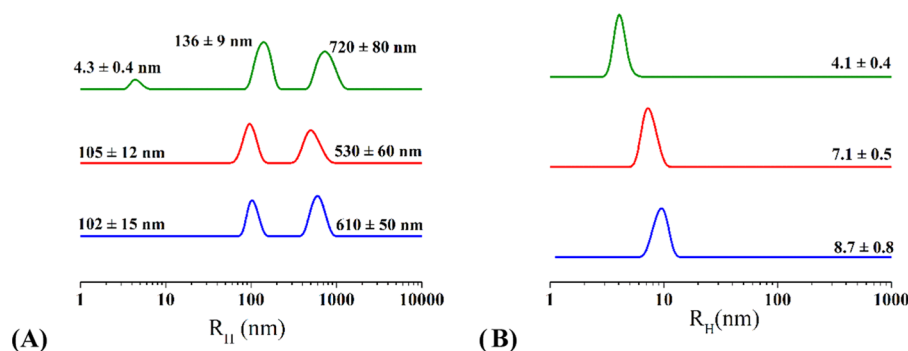 136 ± 9 nm
720 ± 80 nm
4.3 ± 0.4 nm
105 ± 12 nm
530 ± 60 nm
102 ± 15 nm
610 ± 50 nm
1 10 100 1000 10000
(A)
R_H (nm)
4.1 ± 0.4
7.1 ± 0.5
8.7 ± 0.8
1 10 100 1000
(B)
R_H(nm)